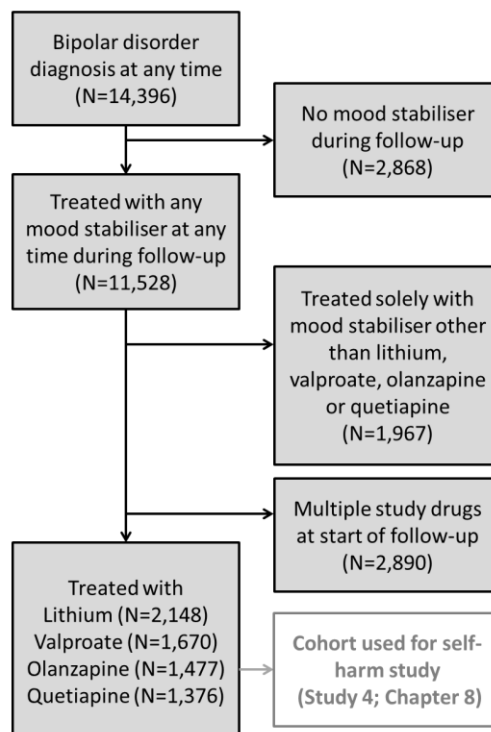 Bipolar disorder
diagnosis at any time
(N=14,396)
No mood stabiliser
during follow-up
(N=2,868)
Treated with any
mood stabiliser at any
time during follow-up
(N=11,528)
Treated solely with
mood stabiliser other
than lithium,
valproate, olanzapine
or quetiapine
(N=1,967)
Multiple study drugs
at start of follow-up
(N=2,890)
Treated with
Lithium (N=2,148)
Valproate (N=1,670)
Olanzapine (N=1,477)
Quetiapine (N=1,376)
Cohort used for self-
harm study
(Study 4; Chapter 8)